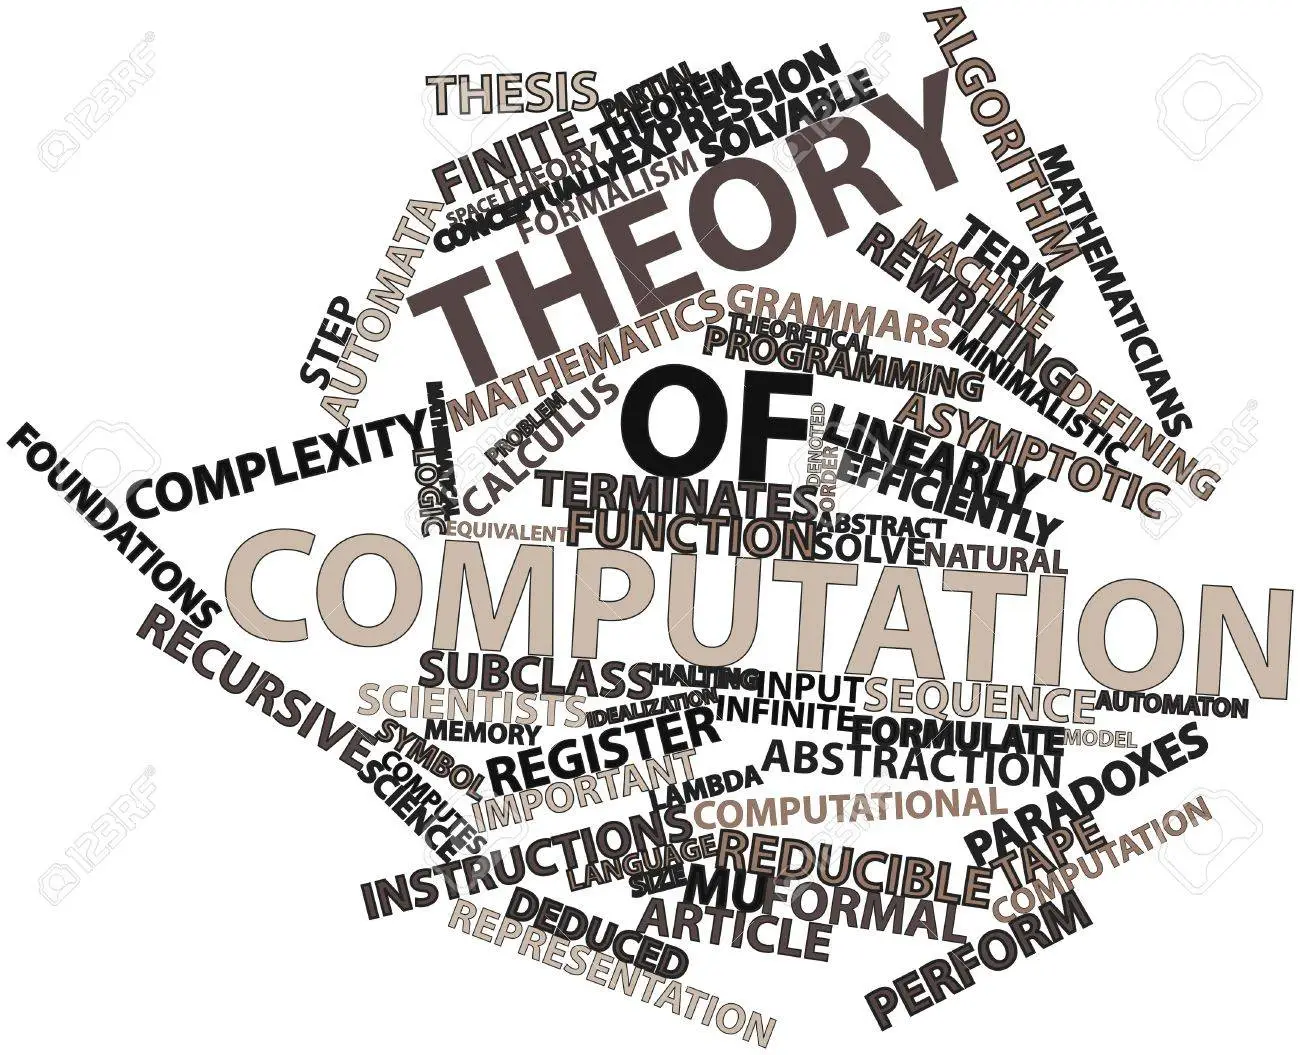 ALGORITHM
THESIS
PARTIAL
THEOREM
EXPRESSION
SOLVABLE
FINITE
THEORY
SPACE
CONCEPTUALLY
FORMALISM
THEORY
MATHEMATICIANS
AUTOMATA
STEP
TERM
MACHINE
REWRITING
MATHEMATICS
GRAMMARS
THEORETICAL
PROGRAMMING
MINIMALISTIC
DEFINING
OF
COMPLEXITY
LOGIC
PROBLEM
CALCULUS
DENOTED
ORDER
LINEARLY
EFFICIENTLY
ASYMPTOTIC
FOUNDATIONS
TERMINATES
EQUIVALENT
FUNCTION
ABSTRACT
SOLVE
NATURAL
COMPUTATION
RECURSIVE
SUBCLASS
HALTING
INPUT
SEQUENCE
AUTOMATON
SCIENTISTS
IDEALIZATION
INFINITE
MEMORY
REGISTER
FORMULATE
MODEL
SYMBOL
ABSTRACTION
PARADOXES
COMPUTES
SCIENCE
IMPORTANT
LAMBDA
COMPUTATIONAL
INSTRUCTIONS
LANGUAGE
SIZE
REDUCIBLE
TAPE
COMPUTATION
MU
FORMAL
ARTICLE
DEDUCED
REPRESENTATION
PERFORM
123RF
123RF
123RF
123RF
123RF
123RF
123RF